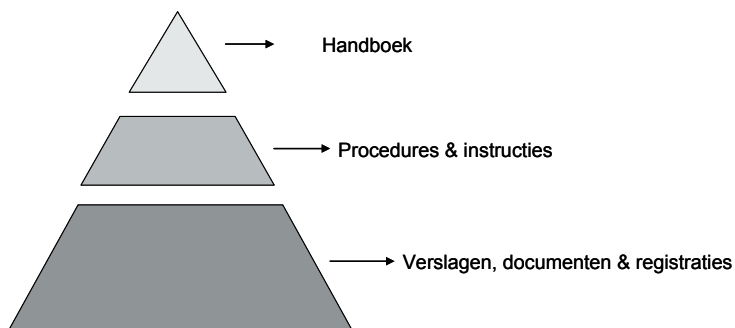 Handboek
Procedures & instructies
Verslagen, documenten & registraties